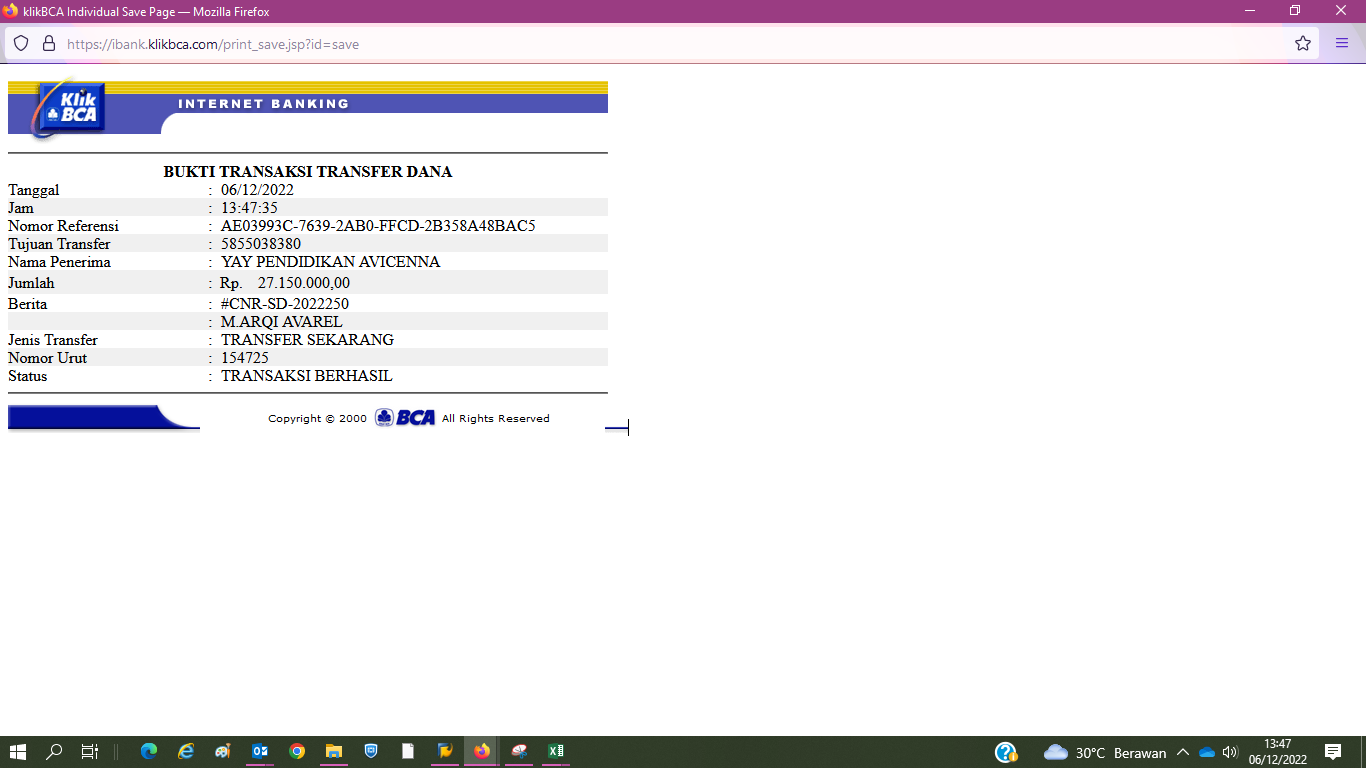 klikBCA Individual Save Page — Mozilla Firefox
https://ibank.klikbca.com/print_save.jsp?id=save
Klik BCA
INTERNET BANKING
BUKTI TRANSAKSI TRANSFER DANA
Tanggal : 06/12/2022
Jam : 13:47:35
Nomor Referensi : AE03993C-7639-2AB0-FFCD-2B358A48BAC5
Tujuan Transfer : 5855038380
Nama Penerima : YAY PENDIDIKAN AVICENNA
Jumlah : Rp. 27.150.000,00
Berita : #CNR-SD-2022250
: M.ARQI AVAREL
Jenis Transfer : TRANSFER SEKARANG
Nomor Urut : 154725
Status : TRANSAKSI BERHASIL
Copyright © 2000 BCA All Rights Reserved
30°C Berawan
13:47
06/12/2022